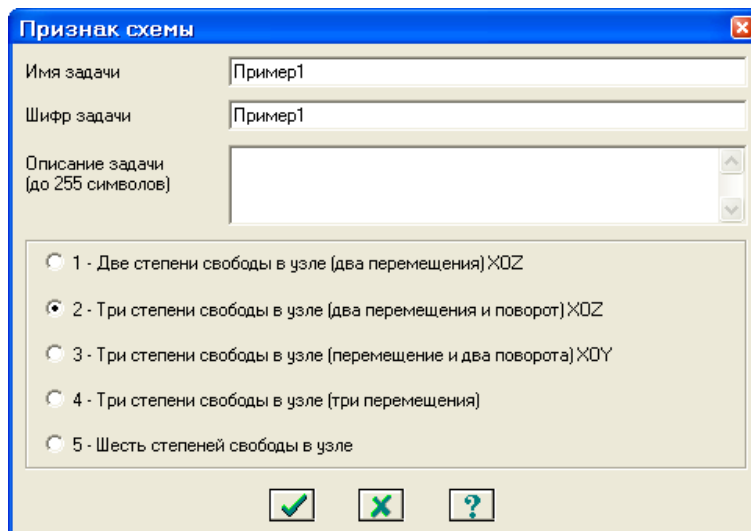 Признак схемы
Имя задачи
Пример1
Шифр задачи
Пример1
Описание задачи
(до 255 символов)
1 - Две степени свободы в узле (два перемещения) XOZ
2 - Три степени свободы в узле (два перемещения и поворот) XOZ
3 - Три степени свободы в узле (перемещение и два поворота) XOY
4 - Три степени свободы в узле (три перемещения)
5 - Шесть степеней свободы в узле
?